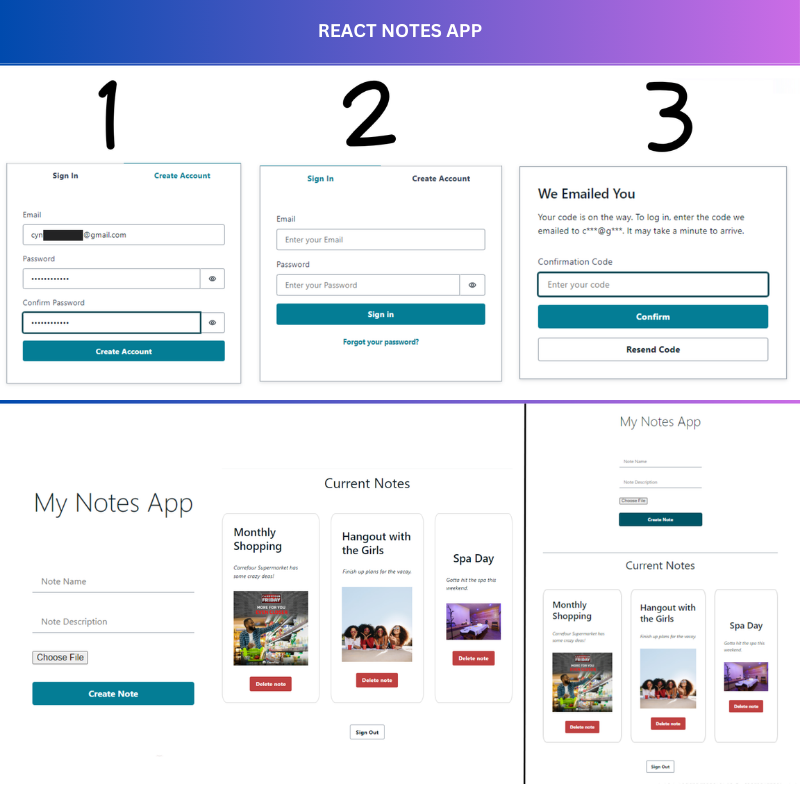 REACT NOTES APP
1
2
3
Sign In
Create Account
Email
cyn @gmail.com
Password
Confirm Password
Create Account
Sign In
Create Account
Email
Enter your Email
Password
Enter your Password
Sign in
Forgot your password?
We Emailed You
Your code is on the way. To log in, enter the code we
emailed to c***@g***. It may take a minute to arrive.
Confirmation Code
Enter your code
Confirm
Resend Code
My Notes App
Note Name
Note Description
Choose File
Create Note
Current Notes
Monthly
Shopping
Carrefour Supermarket has
some crazy deas!
FRIDAY
MORE FOR YOU
Delete note
Hangout with
the Girls
Finish up plans for the vacay.
Delete note
Spa Day
Gotta hit the spa this
weekend.
Delete note
Sign Out
My Notes App
Note Name
Note Description
Choose File
Create Note
Current Notes
Monthly
Shopping
Carrefour Supermarket has
some crazy deas!
FRIDAY
MORE FOR YOU
Delete note
Hangout with
the Girls
Finish up plans for the vacay.
Delete note
Spa Day
Gotta hit the spa this
weekend.
Delete note
Sign Out